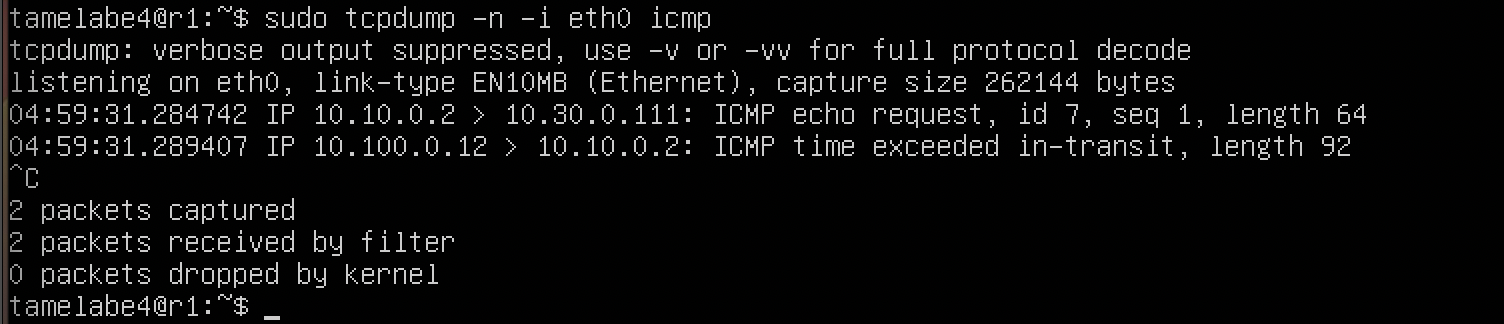 tamelabe4@r1:~$ sudo tcpdump -n -i eth0 icmp
tcpdump: verbose output suppressed, use -v or -vv for full protocol decode
listening on eth0, link-type EN10MB (Ethernet), capture size 262144 bytes
04:59:31.284742 IP 10.10.0.2 > 10.30.0.111: ICMP echo request, id 7, seq 1, length 64
04:59:31.289407 IP 10.100.0.12 > 10.10.0.2: ICMP time exceeded in-transit, length 92
^C
2 packets captured
2 packets received by filter
0 packets dropped by kernel
tamelabe4@r1:~$ _